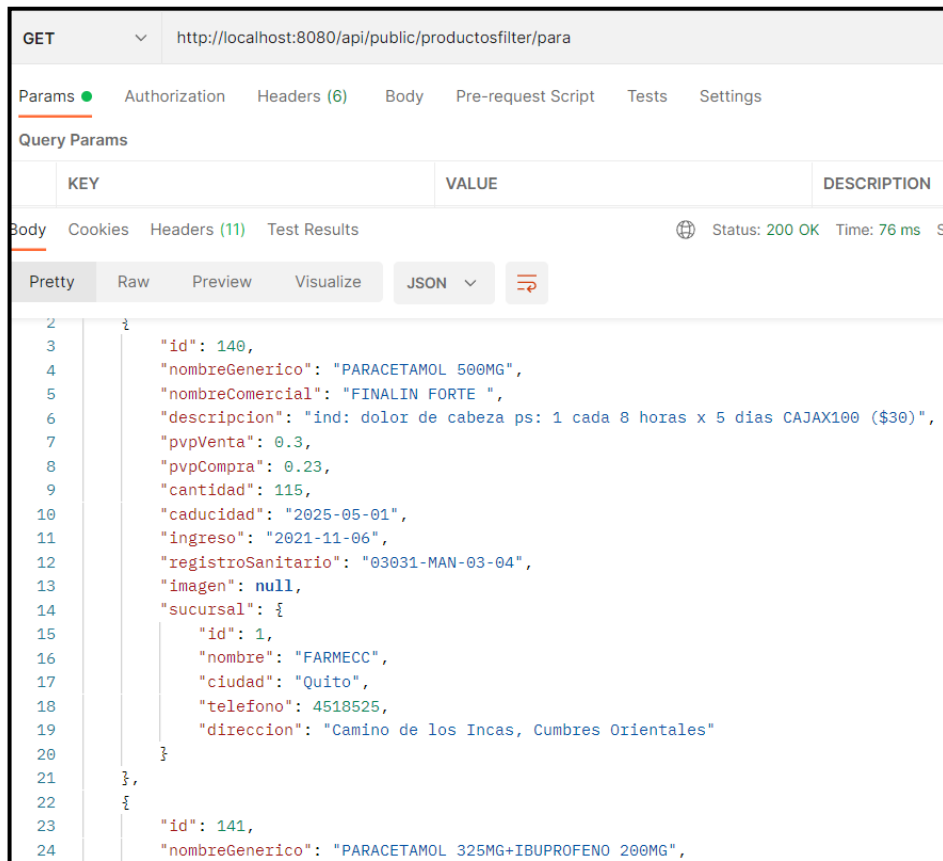 GET http://localhost:8080/api/public/productosfilter/para
Params Authorization Headers (6) Body Pre-request Script Tests Settings
Query Params
KEY VALUE DESCRIPTION
Body Cookies Headers (11) Test Results Status: 200 OK Time: 76 ms S
Pretty Raw Preview Visualize JSON
2 {
3 "id": 140,
4 "nombreGenerico": "PARACETAMOL 500MG",
5 "nombreComercial": "FINALIN FORTE ",
6 "descripcion": "ind: dolor de cabeza ps: 1 cada 8 horas x 5 dias CAJAX100 ($30)",
7 "pvpVenta": 0.3,
8 "pvpCompra": 0.23,
9 "cantidad": 115,
10 "caducidad": "2025-05-01",
11 "ingreso": "2021-11-06",
12 "registroSanitario": "03031-MAN-03-04",
13 "imagen": null,
14 "sucursal": {
15 "id": 1,
16 "nombre": "FARMECC",
17 "ciudad": "Quito",
18 "telefono": 4518525,
19 "direccion": "Camino de los Incas, Cumbres Orientales"
20 }
21 },
22 {
23 "id": 141,
24 "nombreGenerico": "PARACETAMOL 325MG+IBUPROFENO 200MG",